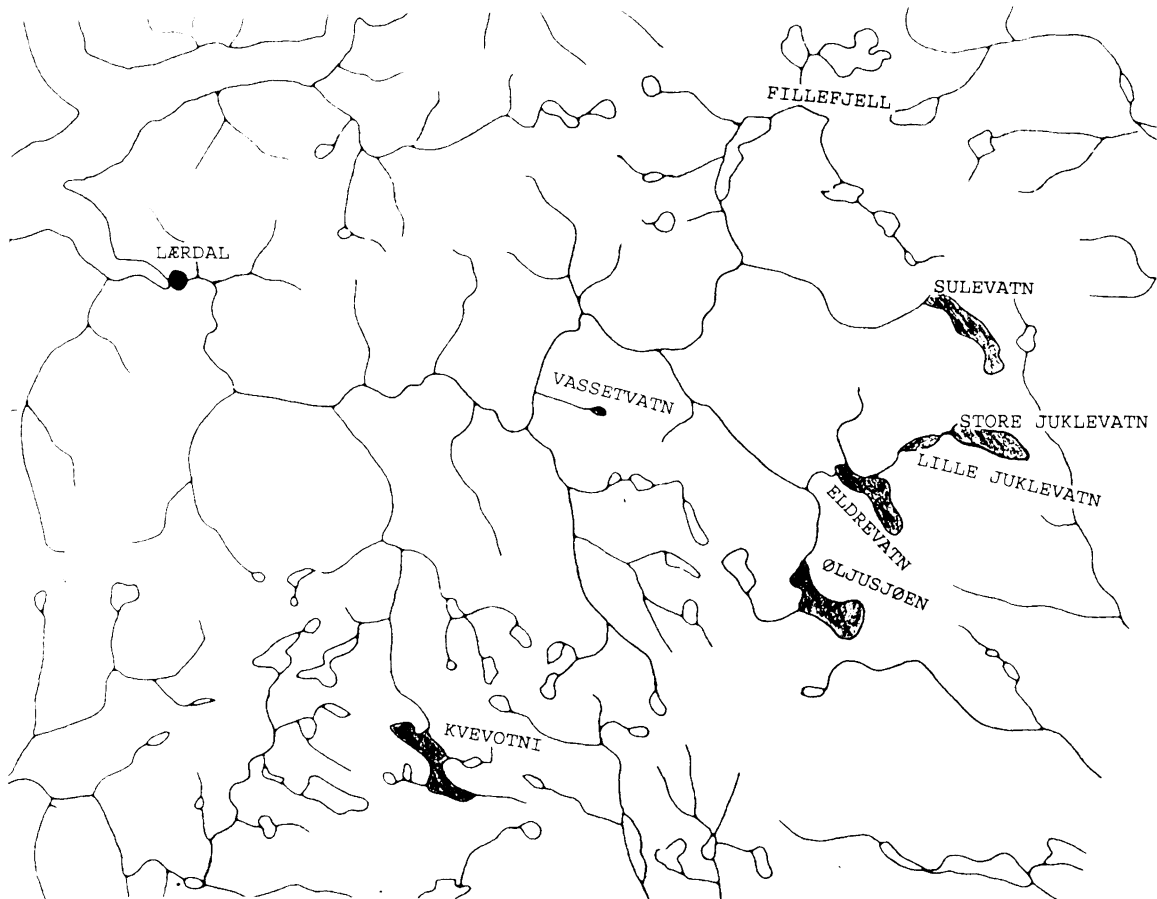 FILLEFJELL
LÆRDAL
SULEVATN
VASSETVATN
STORE JUKLEVATN
LILLE JUKLEVATN
ELDREVATN
ØLJUSJØEN
KVEVOTNI